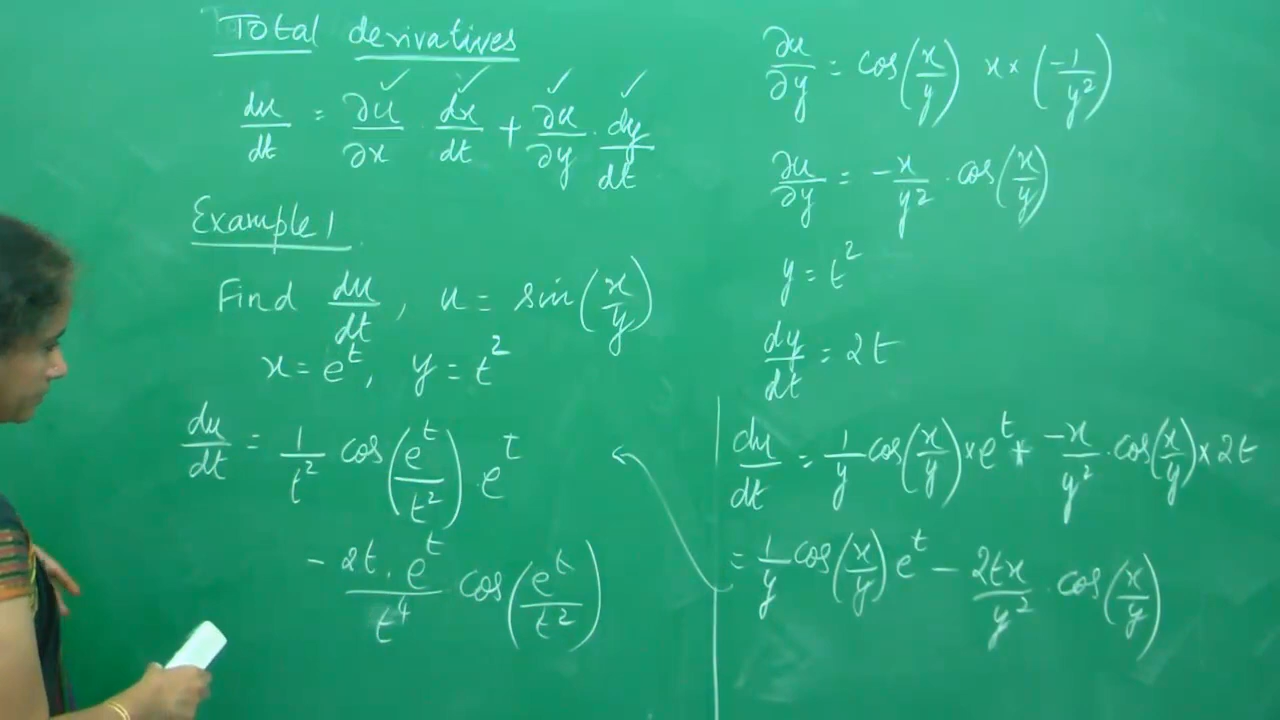 Total derivatives
du/dt = ∂u/∂x · dx/dt + ∂u/∂y · dy/dt
Example 1
Find du/dt, u = sin(x/y)
x = e^t, y = t^2
du/dt = 1/t^2 cos(e^t/t^2) · e^t
- 2t · e^t/t^4 cos(e^t/t^2)
∂u/∂y = cos(x/y) x × (-1/y^2)
∂u/∂y = -x/y^2 · cos(x/y)
y = t^2
dy/dt = 2t
du/dt = 1/y cos(x/y) × e^t + -x/y^2 · cos(x/y) × 2t
= 1/y cos(x/y) e^t - 2tx/y^2 · cos(x/y)